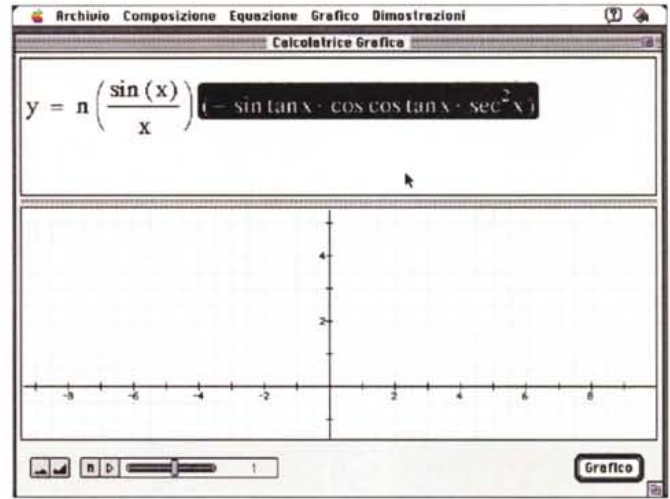 Archivio Composizione Equazione Grafico Dimostrazioni
Calcolatrice Grafica
y = n ( sin (x) / x ) ( − sin tan x · cos cos tan x · sec² x )
4
2
-8 -6 -4 -2 0 2 4 6 8
n 1
Grafico